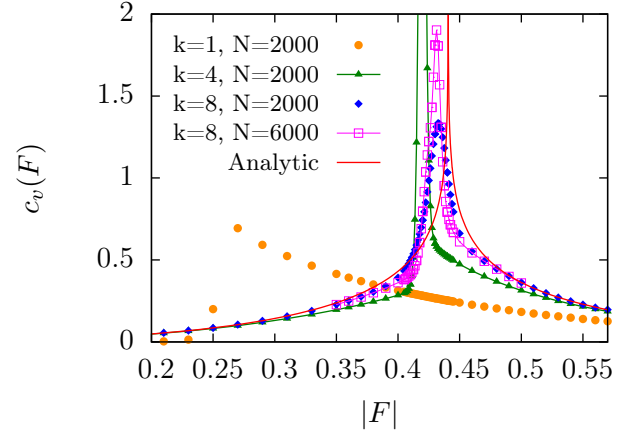 2
1.5
1
0.5
0
c_v(F)
k=1, N=2000
k=4, N=2000
k=8, N=2000
k=8, N=6000
Analytic
0.2 0.25 0.3 0.35 0.4 0.45 0.5 0.55
|F|